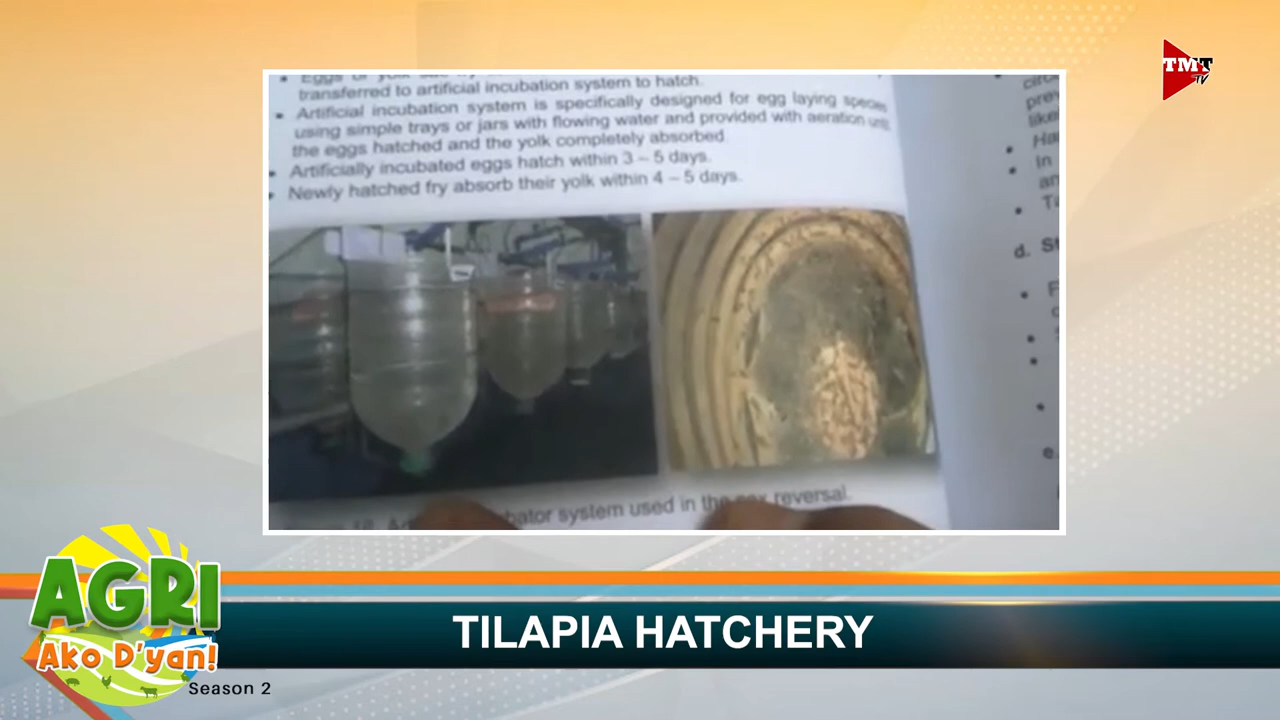 TMT
TV
transferred to artificial incubation system to hatch.
• Artificial incubation system is specifically designed for egg laying species
using simple trays or jars with flowing water and provided with aeration until
the eggs hatched and the yolk completely absorbed.
• Artificially incubated eggs hatch within 3 – 5 days.
• Newly hatched fry absorb their yolk within 4 – 5 days.
system used in the sex reversal.
In
d.
e.
AGRI
Ako D'yan!
Season 2
TILAPIA HATCHERY